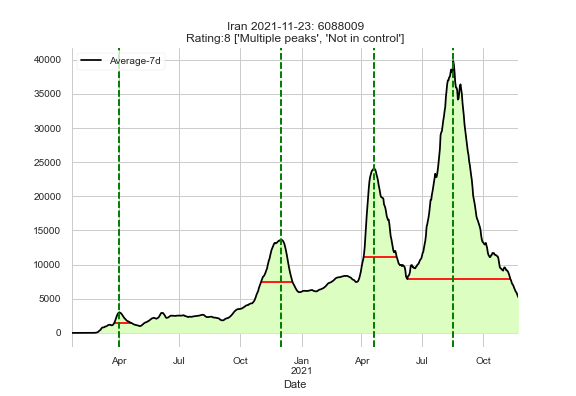 Iran 2021-11-23: 6088009
Rating:8 ['Multiple peaks', 'Not in control']
Average-7d
40000
35000
30000
25000
20000
15000
10000
5000
0
Apr Jul Oct Jan Apr Jul Oct
2021
Date